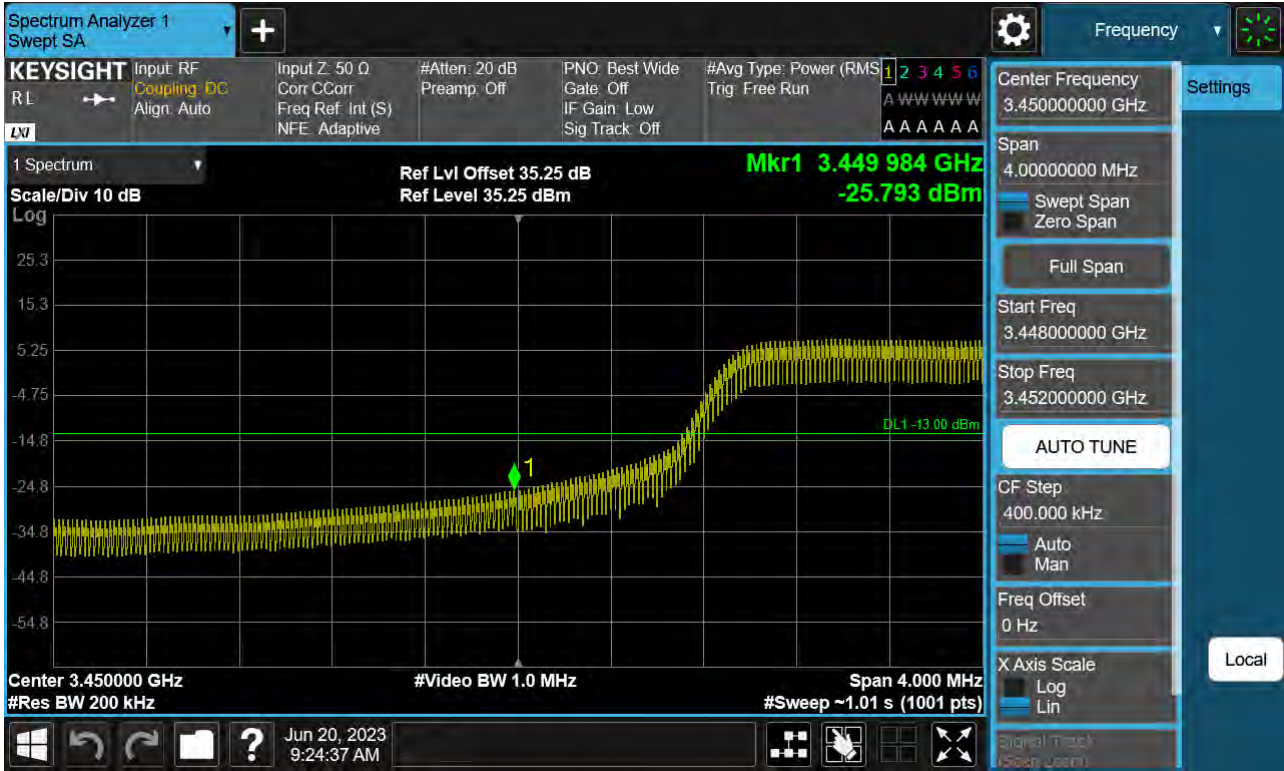 Spectrum Analyzer 1
Swept SA
+
Frequency
KEYSIGHT
RL
LXI
Input: RF
Coupling: DC
Align: Auto
Input Z: 50 Ω
Corr CCorr
Freq Ref: Int (S)
NFE: Adaptive
#Atten: 20 dB
Preamp: Off
PNO: Best Wide
Gate: Off
IF Gain: Low
Sig Track: Off
#Avg Type: Power (RMS
Trig: Free Run
1 2 3 4 5 6
A W W W W W
A A A A A A
1 Spectrum
Scale/Div 10 dB
Ref Lvl Offset 35.25 dB
Ref Level 35.25 dBm
Mkr1 3.449 984 GHz
-25.793 dBm
Log
25.3
15.3
5.25
-4.75
-14.8
-24.8
-34.8
-44.8
-54.8
DL1 -13.00 dBm
1
Center 3.450000 GHz
#Res BW 200 kHz
#Video BW 1.0 MHz
Span 4.000 MHz
#Sweep ~1.01 s (1001 pts)
Center Frequency
3.450000000 GHz
Settings
Span
4.00000000 MHz
Swept Span
Zero Span
Full Span
Start Freq
3.448000000 GHz
Stop Freq
3.452000000 GHz
AUTO TUNE
CF Step
400.000 kHz
Auto
Man
Freq Offset
0 Hz
X Axis Scale
Log
Lin
Local
Signal Track
(Span Zoom)
?
Jun 20, 2023
9:24:37 AM